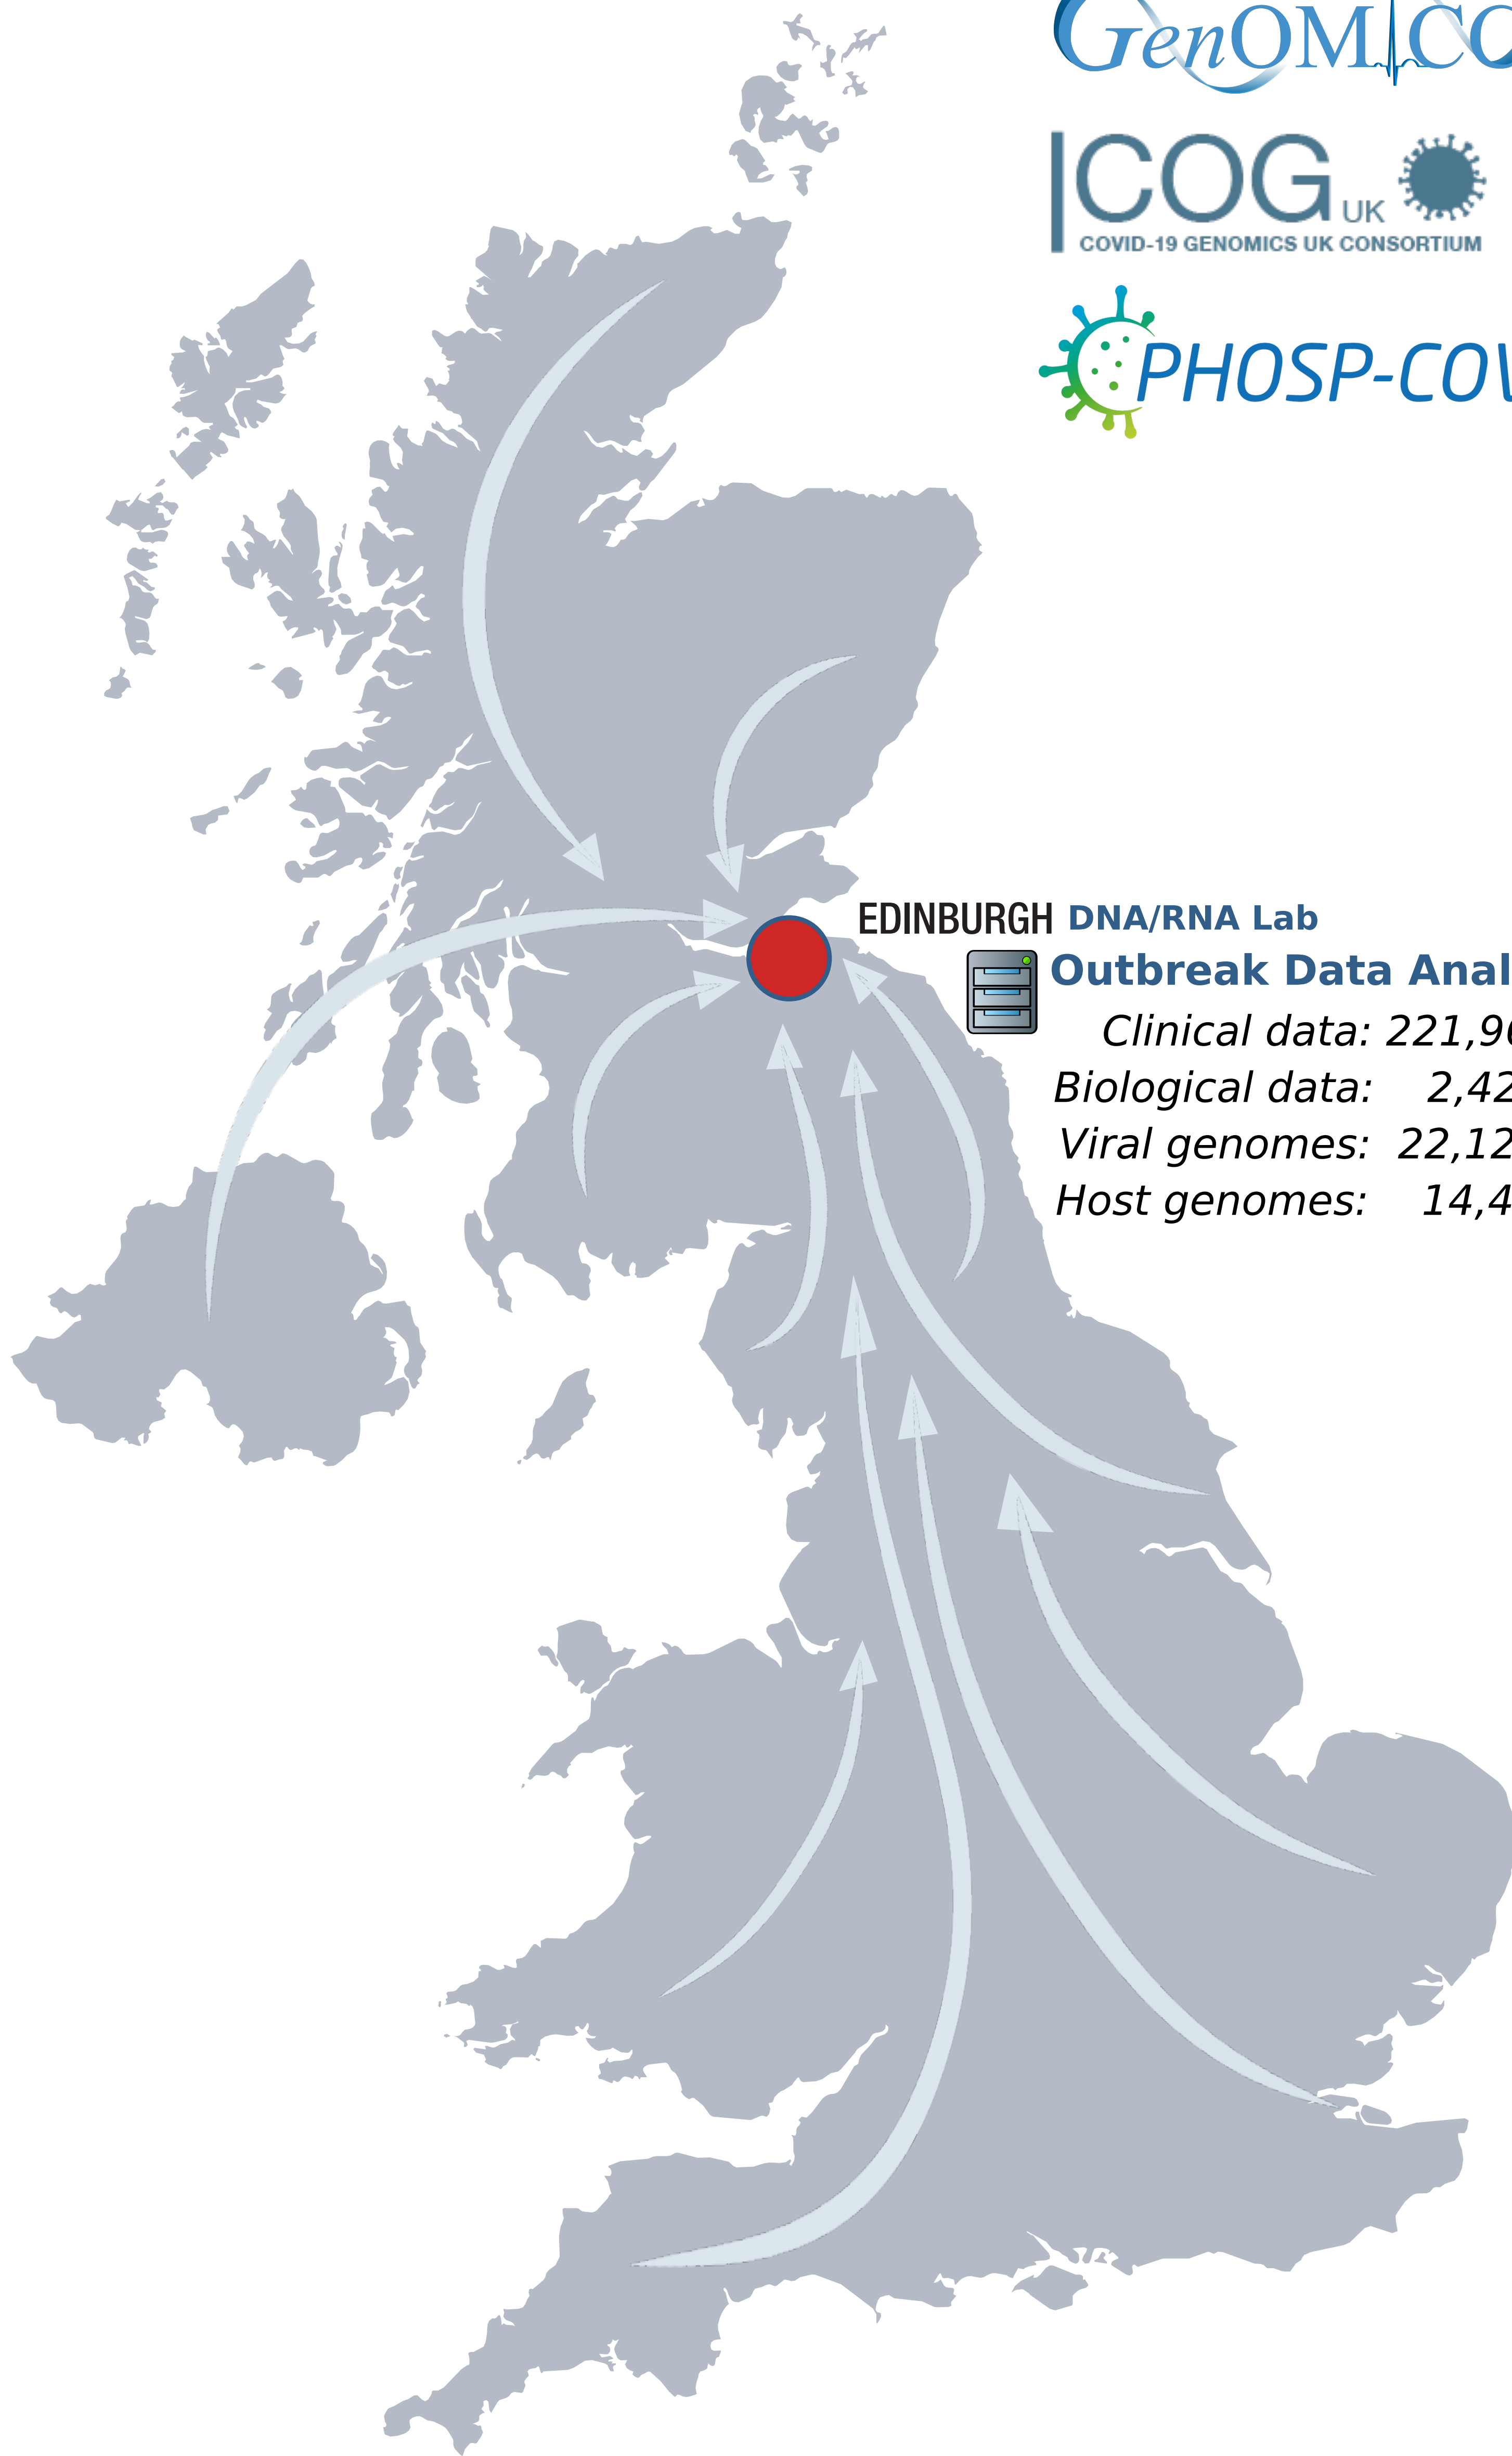 GenOMICC
COG UK
COVID-19 GENOMICS UK CONSORTIUM
PHOSP-COV
EDINBURGH DNA/RNA Lab
Outbreak Data Anal
Clinical data: 221,9
Biological data: 2,42
Viral genomes: 22,12
Host genomes: 14,4